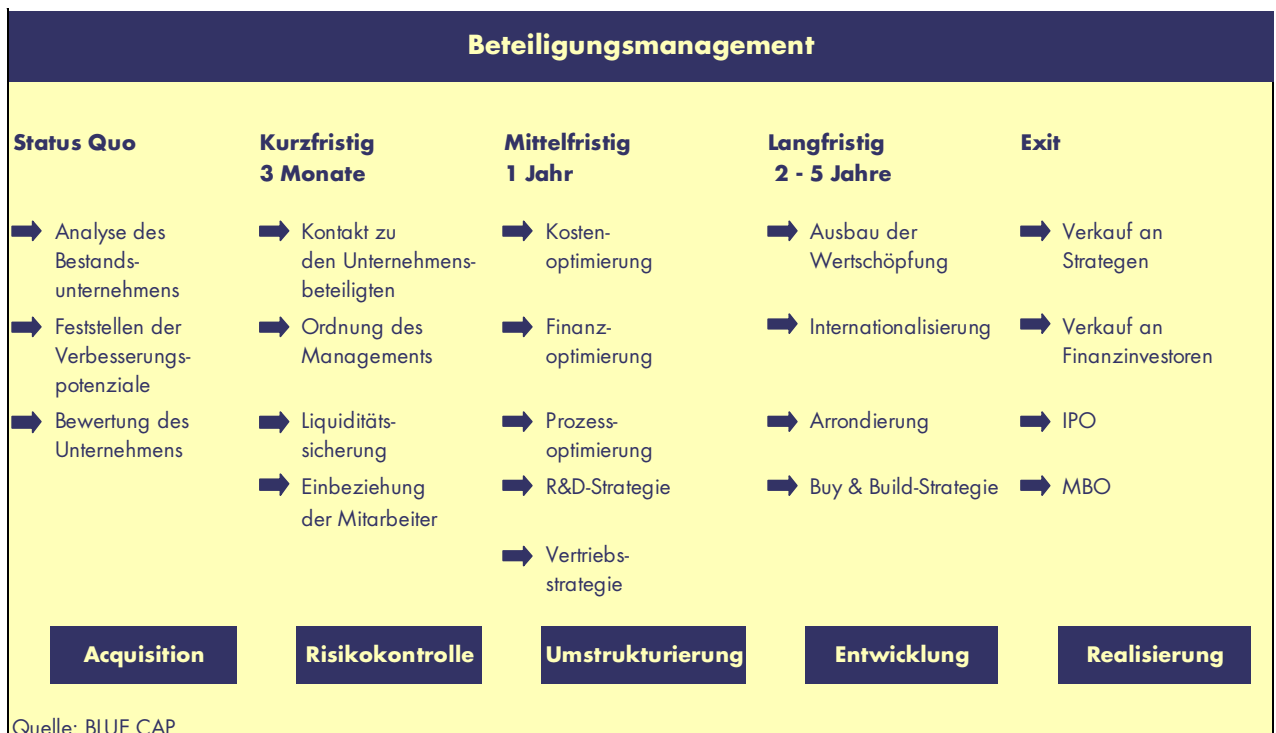 Beteiligungsmanagement
Status Quo
Analyse des
Bestands-
unternehmens
Feststellen der
Verbesserungs-
potenziale
Bewertung des
Unternehmens
Acquisition
Kurzfristig
3 Monate
Kontakt zu
den Unternehmens-
beteiligten
Ordnung des
Managements
Liquiditäts-
sicherung
Einbeziehung
der Mitarbeiter
Risikokontrolle
Mittelfristig
1 Jahr
Kosten-
optimierung
Finanz-
optimierung
Prozess-
optimierung
R&D-Strategie
Vertriebs-
strategie
Umstrukturierung
Langfristig
2 - 5 Jahre
Ausbau der
Wertschöpfung
Internationalisierung
Arrondierung
Buy & Build-Strategie
Entwicklung
Exit
Verkauf an
Strategen
Verkauf an
Finanzinvestoren
IPO
MBO
Realisierung
Quelle: BLUE CAP